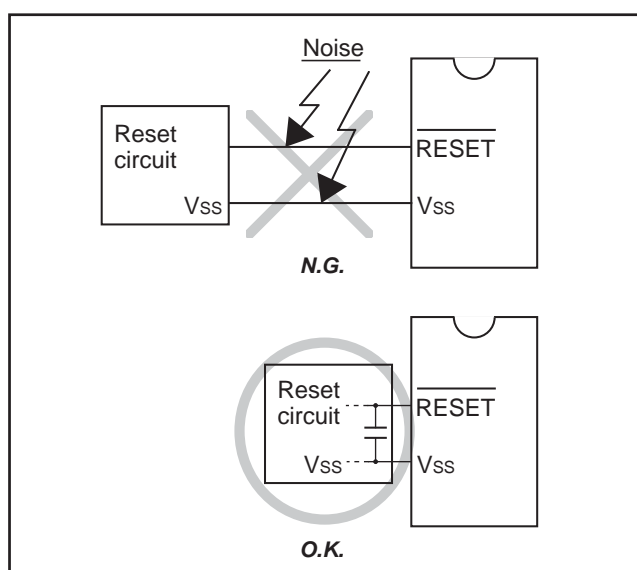 Noise
Reset
circuit
RESET
Vss
Vss
N.G.
Reset
circuit
RESET
Vss
Vss
O.K.